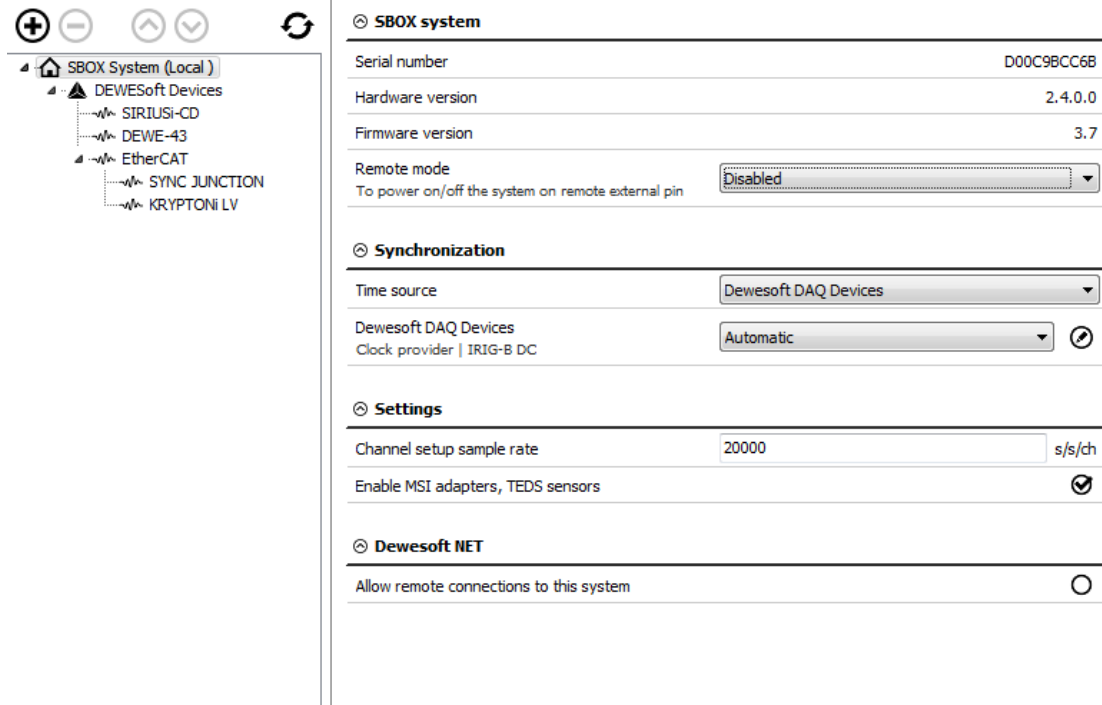 SBOX System (Local )
DEWESoft Devices
SIRIUSi-CD
DEWE-43
EtherCAT
SYNC JUNCTION
KRYPTONi LV
SBOX system
Serial number D00C9BCC6B
Hardware version 2.4.0.0
Firmware version 3.7
Remote mode
To power on/off the system on remote external pin
Disabled
Synchronization
Time source Dewesoft DAQ Devices
Dewesoft DAQ Devices
Clock provider | IRIG-B DC
Automatic
Settings
Channel setup sample rate 20000 s/s/ch
Enable MSI adapters, TEDS sensors
Dewesoft NET
Allow remote connections to this system